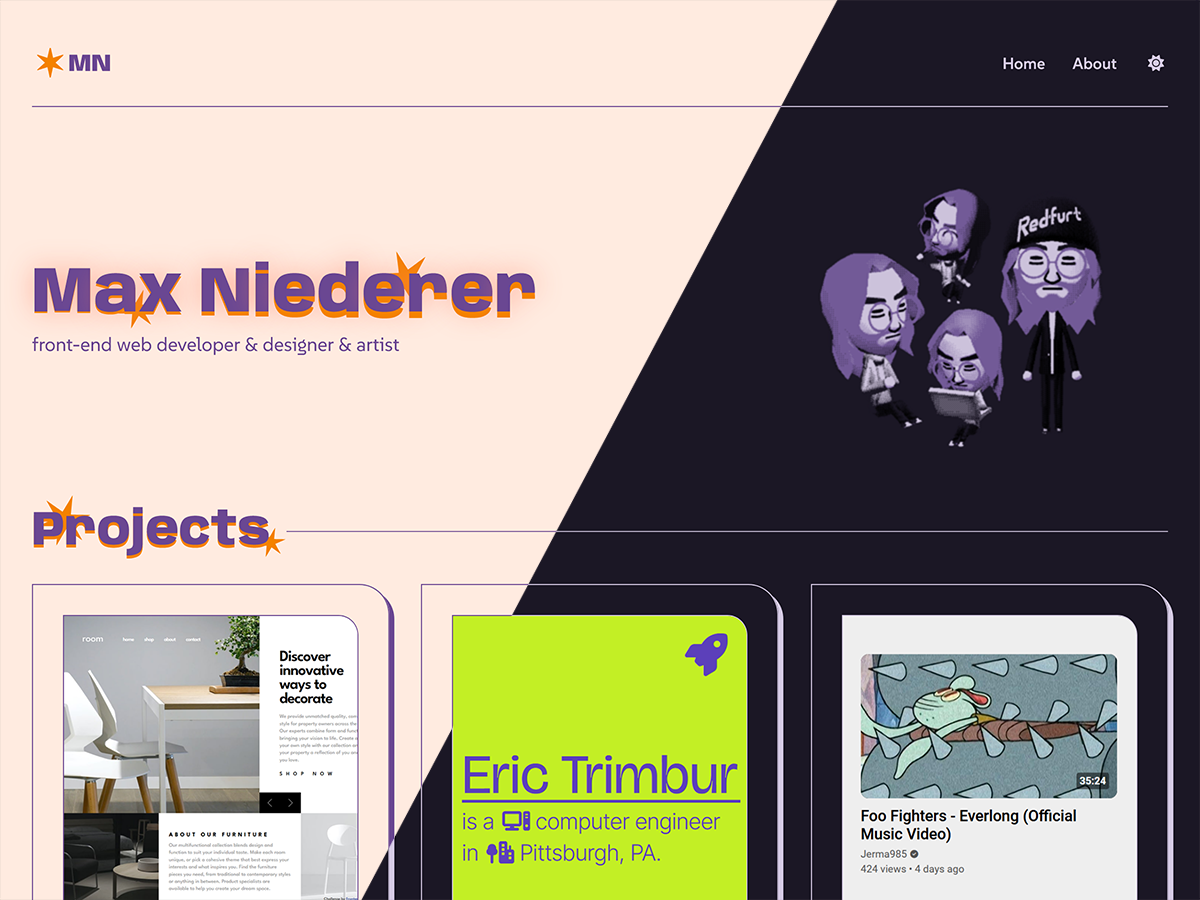 MN
Home
About
Redfurt
Max Niederer
front-end web developer & designer & artist
Projects
room
home
shop
about
contact
Discover
innovative
ways to
decorate
We provide unmatched quality, com
style for property owners across the
Our experts combine form and funct
bringing your vision to life. Create a
your own style with our collection an
your property a reflection of you an
you love.
SHOP NOW
ABOUT OUR FURNITURE
Our multifunctional collection blends design and
function to suit your individual taste. Make each room
unique, or pick a cohesive theme that best express your
interests and what inspires you. Find the furniture
pieces you need, from traditional to contemporary styles
or anything in between. Product specialists are
available to help you create your dream space.
Challenge by
Eric Trimbur
is a computer engineer
in Pittsburgh, PA.
35:24
Foo Fighters - Everlong (Official
Music Video)
Jerma985
424 views • 4 days ago